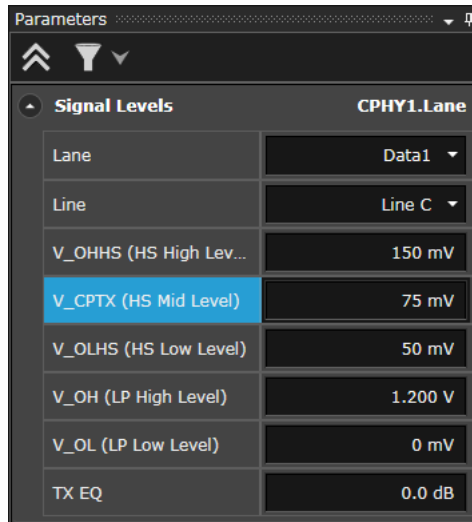 Parameters
Signal Levels CPHY1.Lane
Lane Data1
Line Line C
V_OHHS (HS High Lev... 150 mV
V_CPTX (HS Mid Level) 75 mV
V_OLHS (HS Low Level) 50 mV
V_OH (LP High Level) 1.200 V
V_OL (LP Low Level) 0 mV
TX EQ 0.0 dB